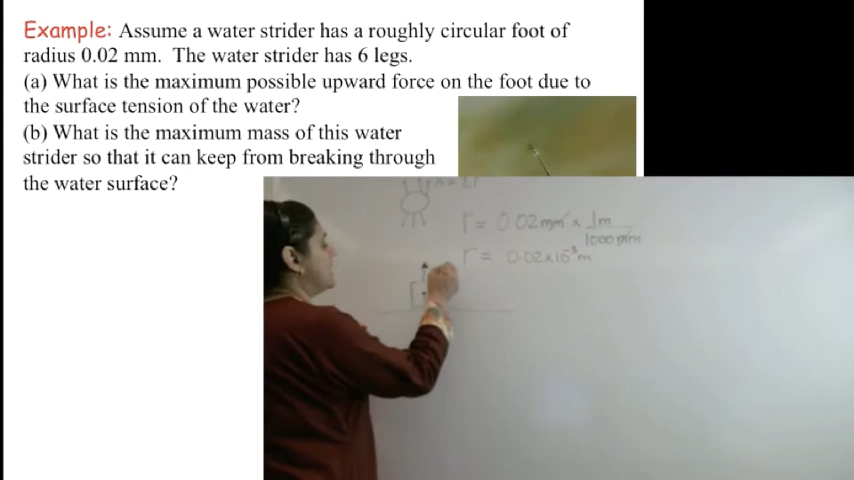 Example: Assume a water strider has a roughly circular foot of
radius 0.02 mm. The water strider has 6 legs.
(a) What is the maximum possible upward force on the foot due to
the surface tension of the water?
(b) What is the maximum mass of this water
strider so that it can keep from breaking through
the water surface?
r = 0.02mm × 1m
1000 mm
r = 0.02×10⁻³m